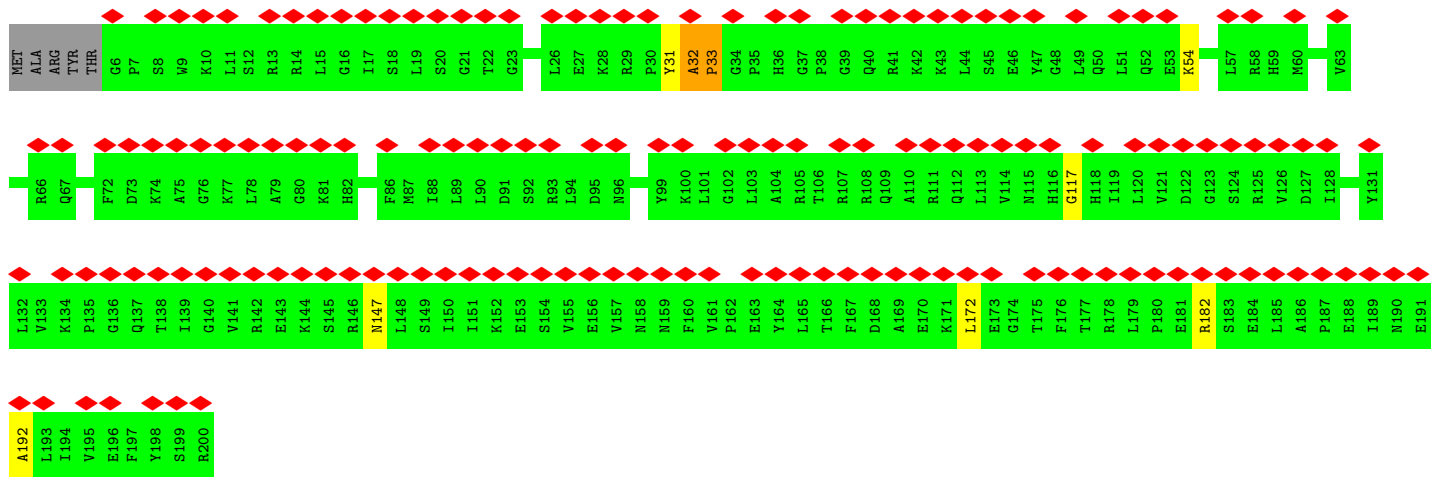 MET ALA ARG TYR THR G6 P7 S8 W9 K10 L11 S12 R13 R14 L15 G16 I17 S18 L19 S20 G21 T22 G23 L26 E27 K28 R29 P30 Y31 A32 P33 G34 P35 H36 G37 P38 G39 Q40 R41 K42 K43 L44 S45 E46 Y47 G48 L49 Q50 L51 Q52 E53 K54 L57 R58 H59 M60 V63
R66 Q67 F72 D73 K74 A75 G76 K77 L78 A79 G80 K81 H82 F86 M87 I88 L89 L90 D91 S92 R93 L94 D95 N96 Y99 K100 L101 G102 L103 A104 R105 T106 R107 R108 Q109 A110 R111 Q112 L113 V114 N115 H116 G117 H118 I119 L120 V121 D122 G123 S124 R125 V126 D127 I128 Y131
L132 V133 K134 P135 G136 Q137 T138 I139 G140 V141 R142 E143 K144 S145 R146 N147 L148 S149 I150 I151 K152 E153 S154 V155 E156 V157 N158 N159 F160 V161 P162 E163 Y164 L165 T166 F167 D168 A169 E170 K171 L172 E173 G174 T175 F176 T177 R178 L179 P180 E181 R182 S183 E184 L185 A186 P187 E188 I189 N190 E191
A192 L193 I194 V195 E196 F197 Y198 S199 R200